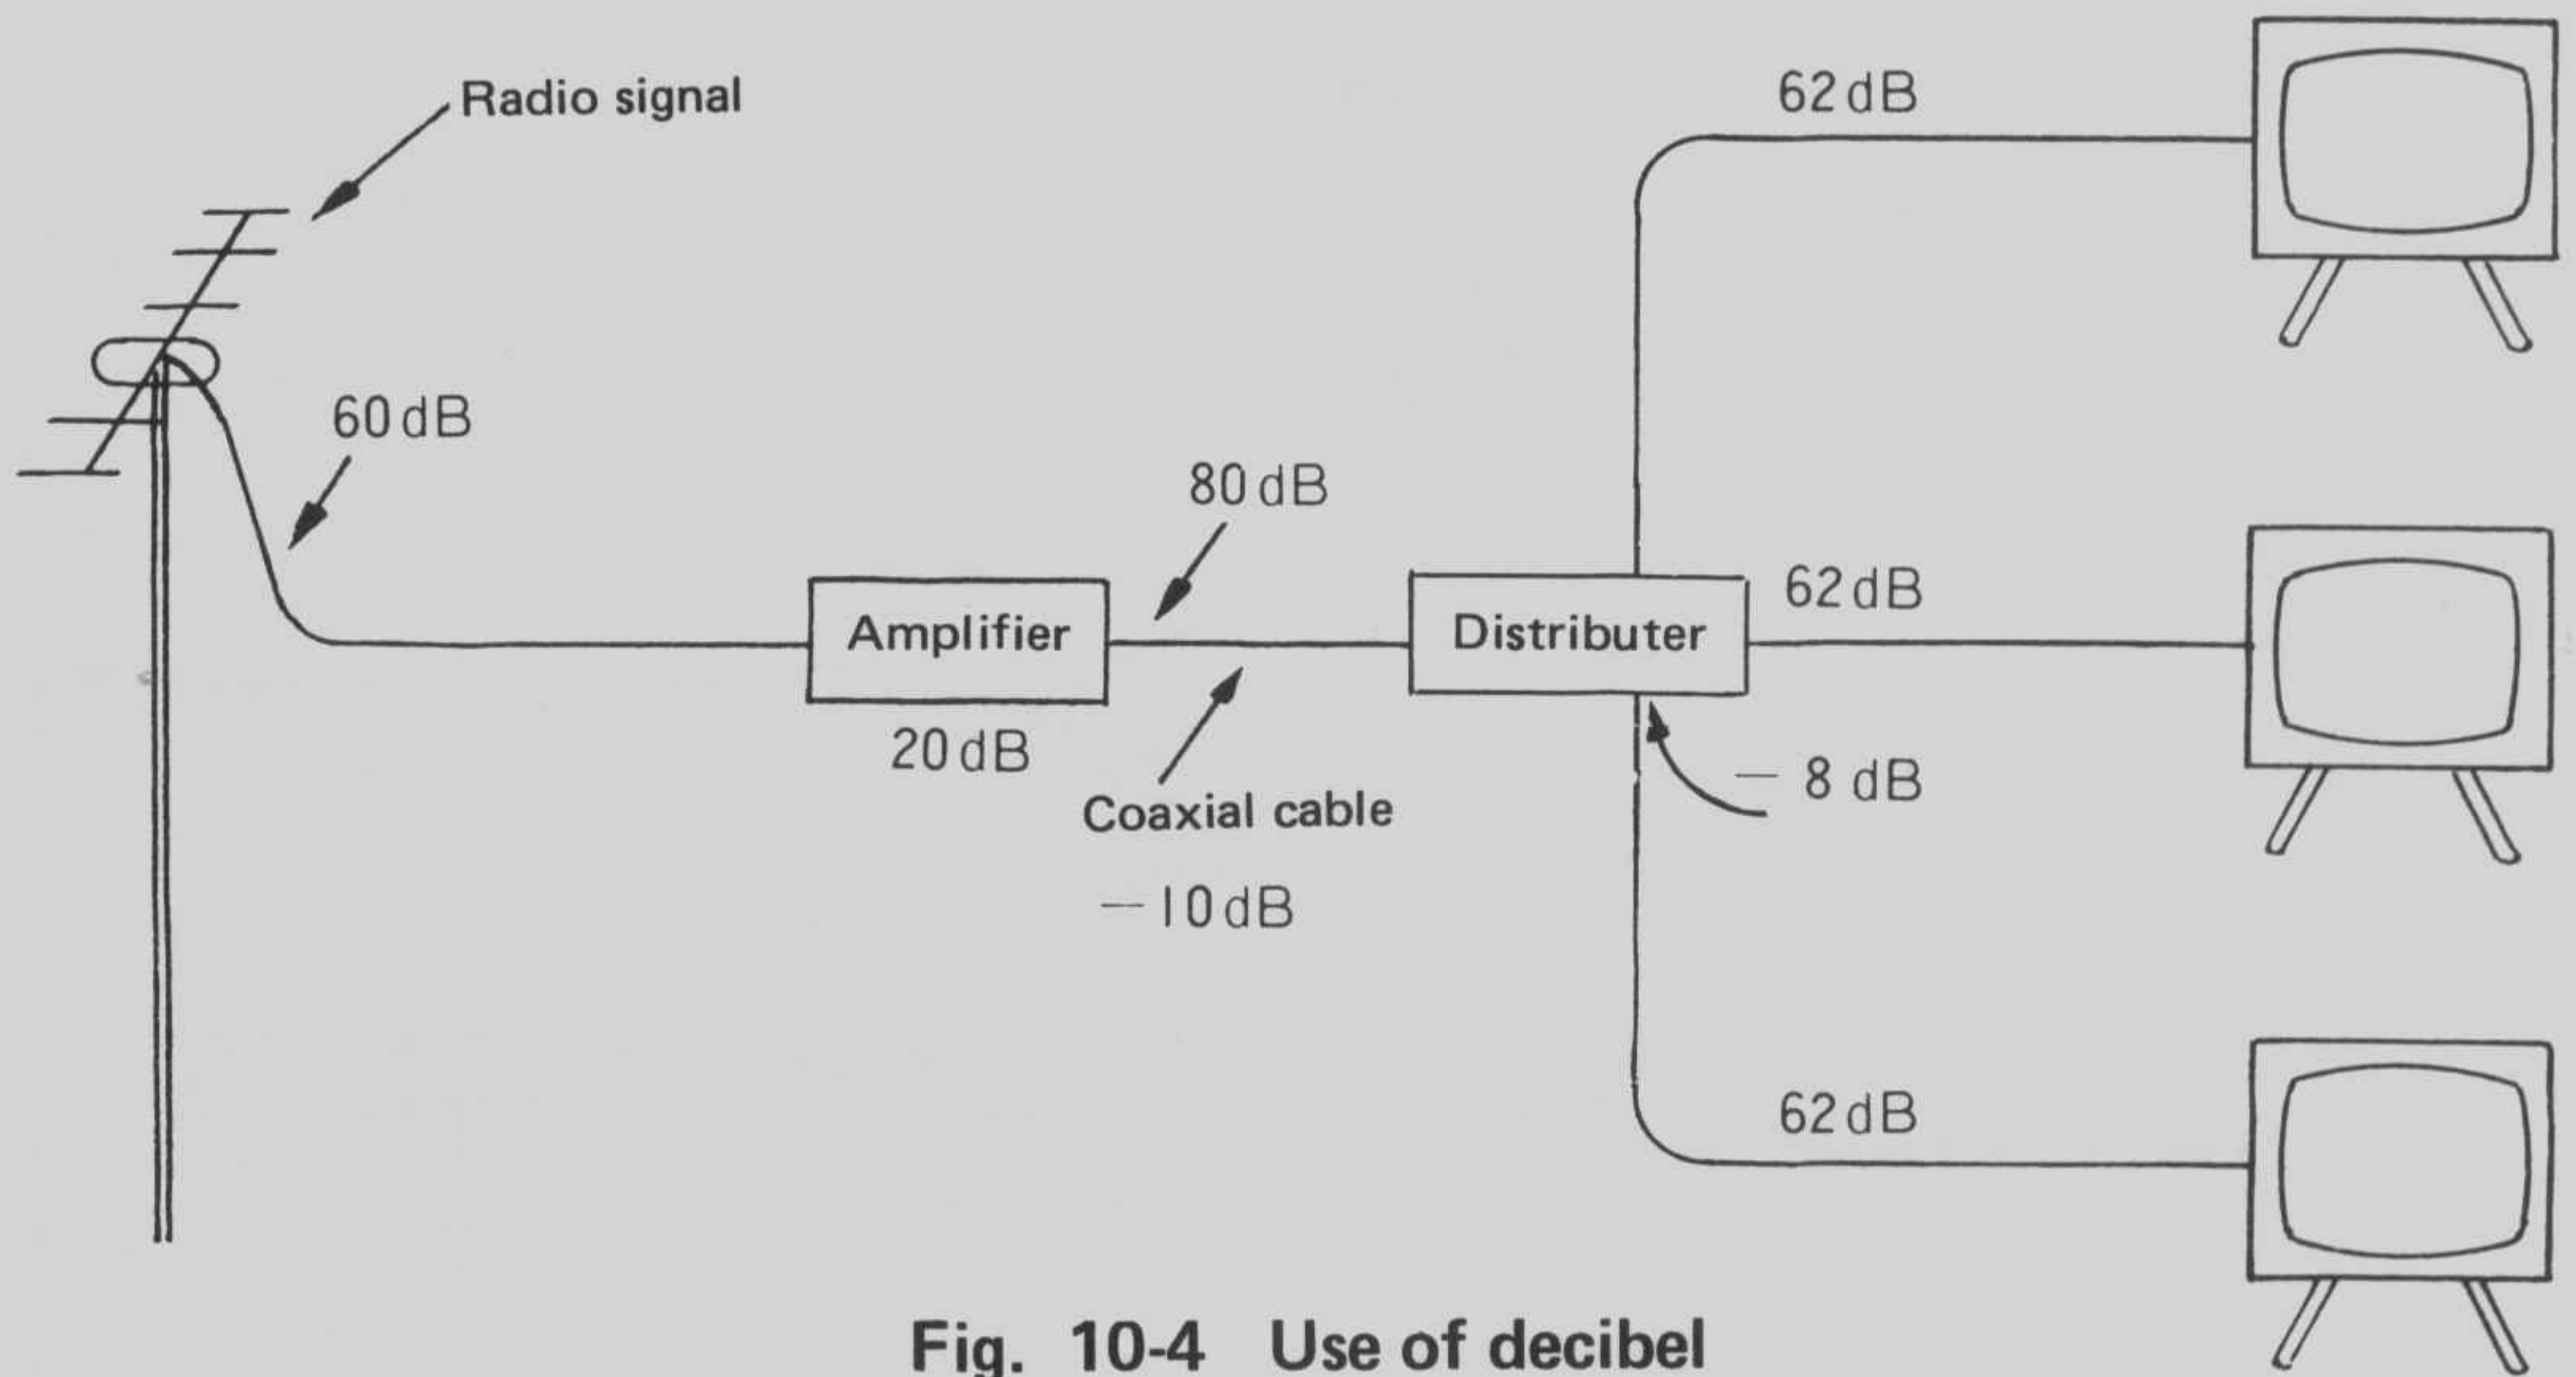 Radio signal
62 dB
60 dB
80 dB
62 dB
Amplifier
Distributer
20 dB
Coaxial cable
— 8 dB
—10 dB
62 dB
Fig. 10-4 Use of decibel